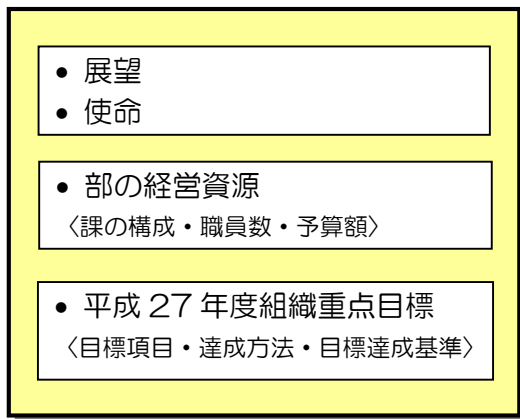 • 展望
• 使命
• 部の経営資源
〈課の構成・職員数・予算額〉
• 平成 27 年度組織重点目標
〈目標項目・達成方法・目標達成基準〉